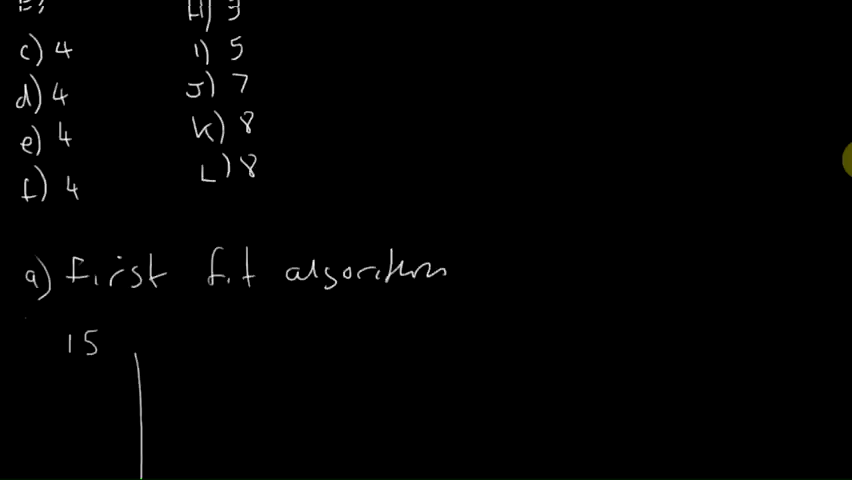 c) 4
d) 4
e) 4
f) 4
I) 5
J) 7
K) 8
L) 8
a) First fit algorithm
15